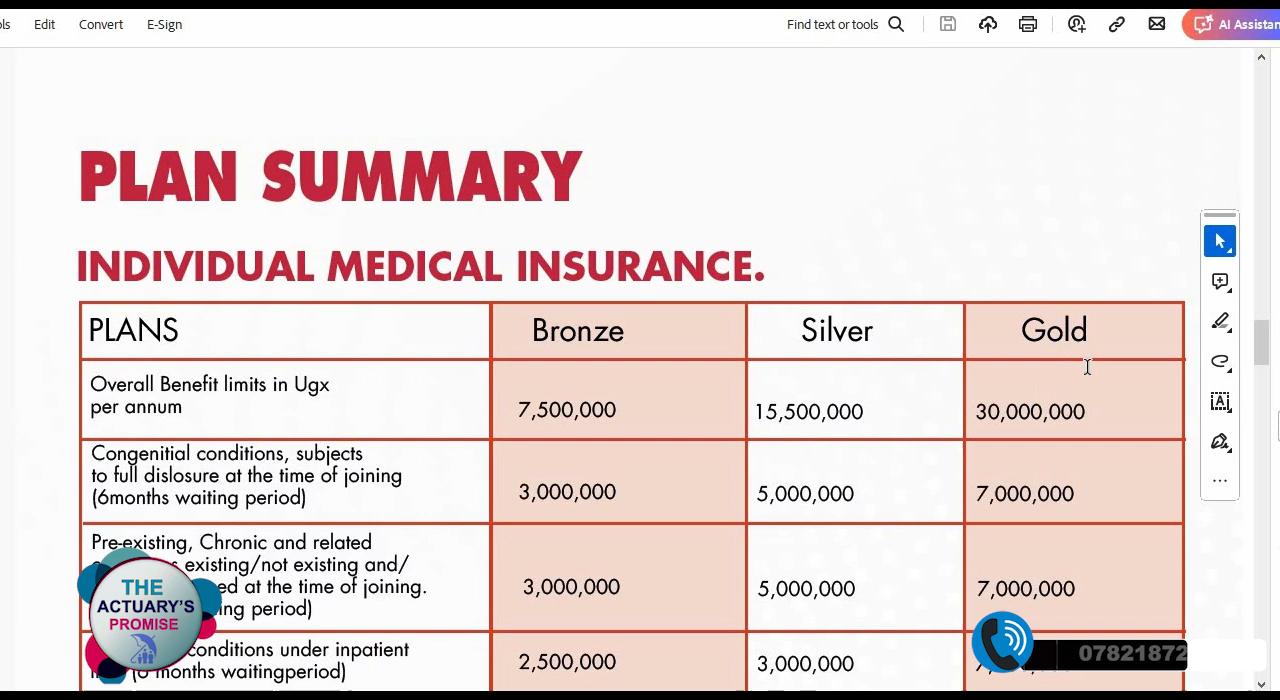 Edit Convert E-Sign Find text or tools AI Assistan
PLAN SUMMARY
INDIVIDUAL MEDICAL INSURANCE.
PLANS Bronze Silver Gold
Overall Benefit limits in Ugx
per annum
7,500,000 15,500,000 30,000,000
Congenitial conditions, subjects
to full dislosure at the time of joining
(6months waiting period)
3,000,000 5,000,000 7,000,000
Pre-existing, Chronic and related
existing/not existing and/
at the time of joining.
period)
3,000,000 5,000,000 7,000,000
conditions under inpatient
months waitingperiod)
2,500,000 3,000,000
THE
ACTUARY'S
PROMISE
07821872